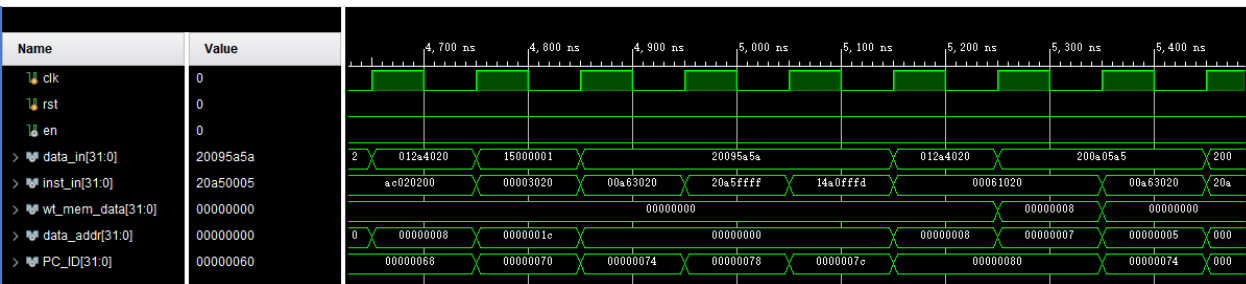 Name Value 4,700 ns 4,800 ns 4,900 ns 5,000 ns 5,100 ns 5,200 ns 5,300 ns 5,400 ns
clk 0
rst 0
en 0
data_in[31:0] 20095a5a 2 012a4020 15000001 20095a5a 012a4020 200a05a5 200
inst_in[31:0] 20a50005 ac020200 00003020 00a63020 20a5ffff 14a0fffd 00061020 00a63020 20a
wt_mem_data[31:0] 00000000 00000000 00000008 00000000
data_addr[31:0] 00000000 0 00000008 0000001c 00000000 00000008 00000007 00000005 000
PC_ID[31:0] 00000060 00000068 00000070 00000074 00000078 0000007c 00000080 00000074 000